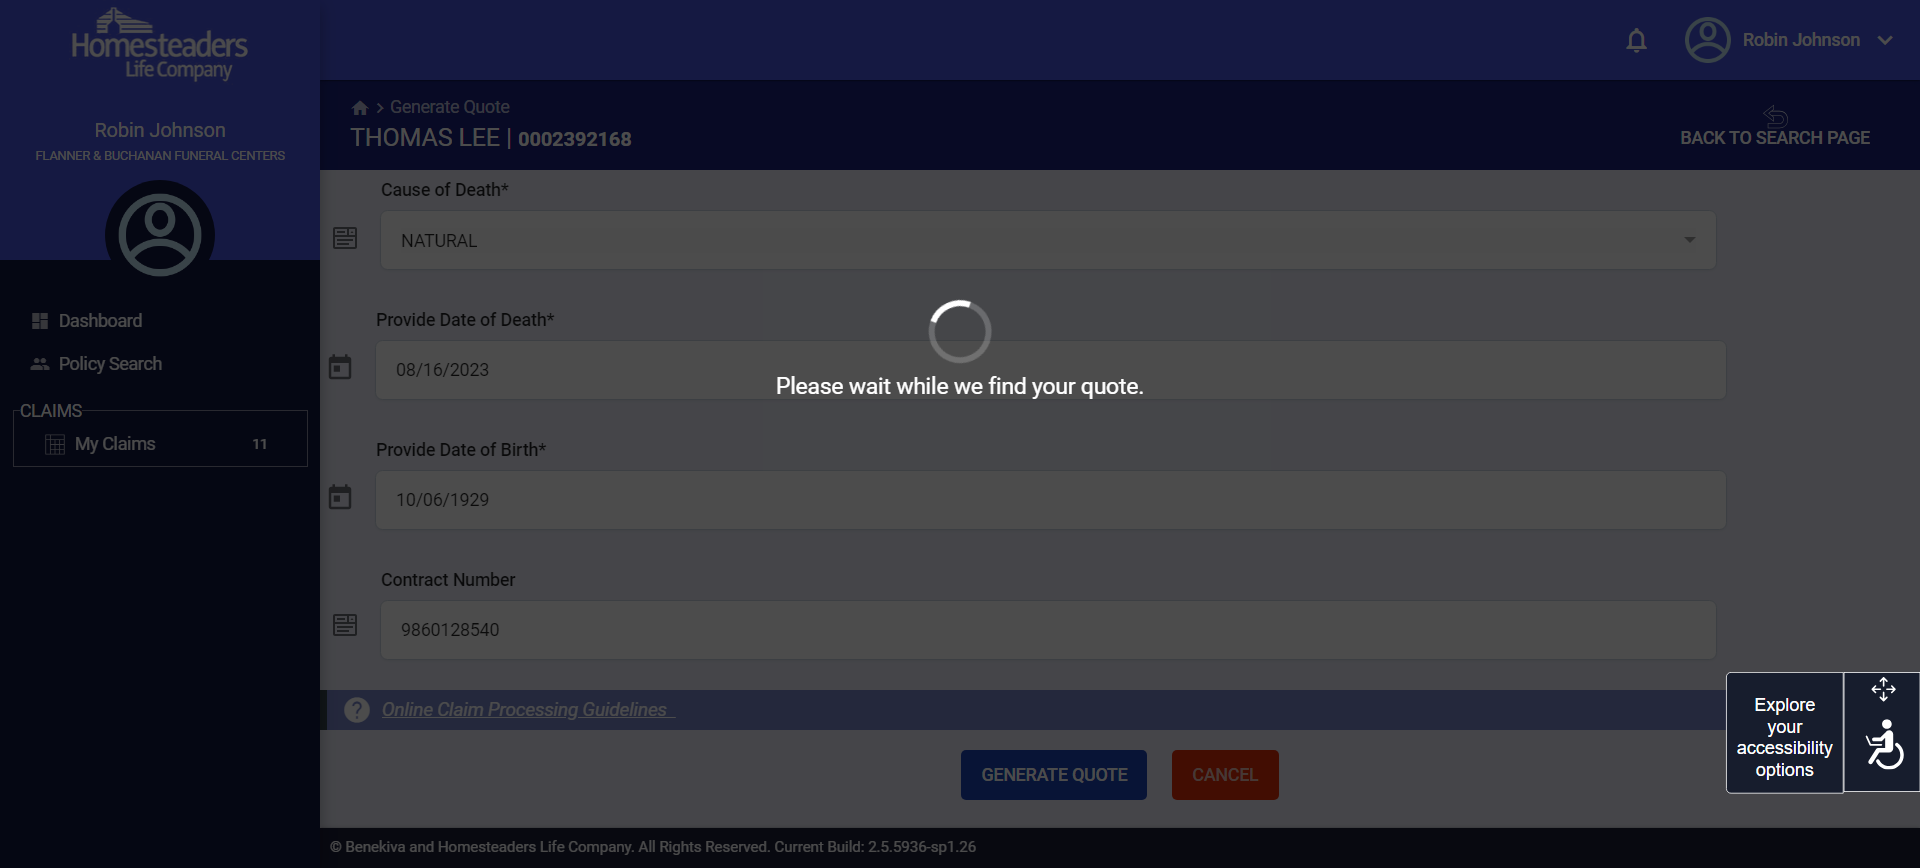 Homesteaders
Life Company
Robin Johnson
FLANNER & BUCHANAN FUNERAL CENTERS
Dashboard
Policy Search
CLAIMS
My Claims 11
Robin Johnson
> Generate Quote
THOMAS LEE | 0002392168
BACK TO SEARCH PAGE
Cause of Death*
NATURAL
Provide Date of Death*
08/16/2023
Please wait while we find your quote.
Provide Date of Birth*
10/06/1929
Contract Number
9860128540
? Online Claim Processing Guidelines
GENERATE QUOTE CANCEL
Explore
your
accessibility
options
© Benekiva and Homesteaders Life Company. All Rights Reserved. Current Build: 2.5.5936-sp1.26